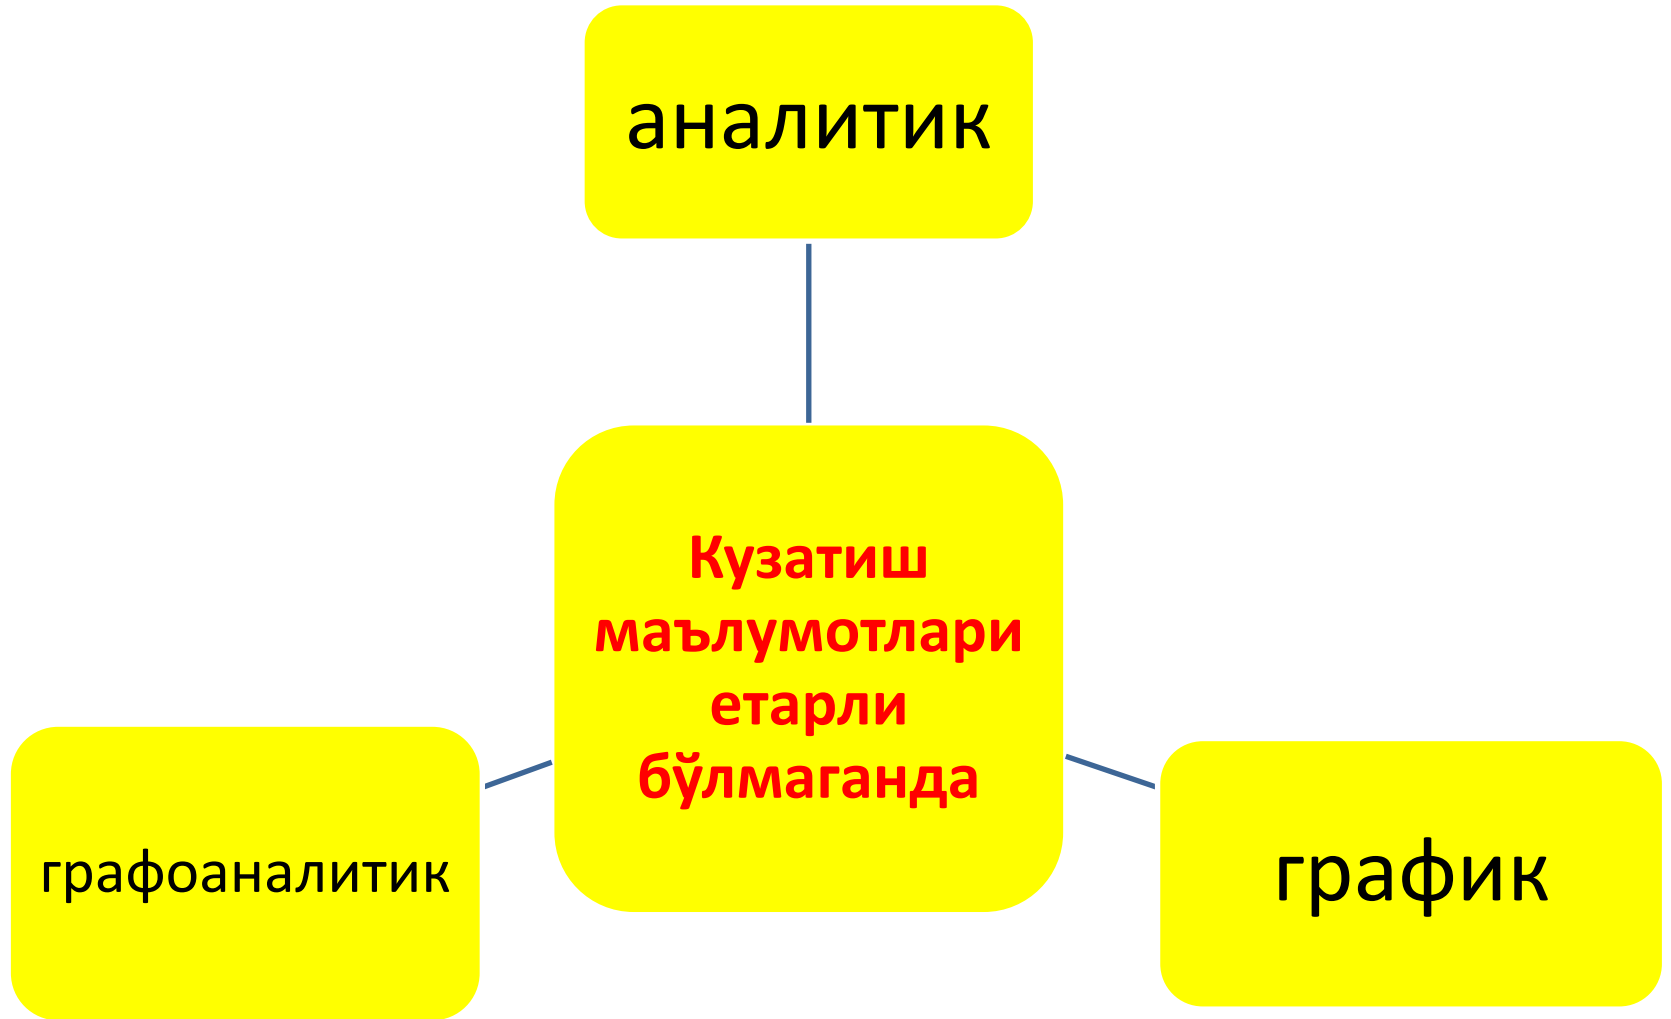 аналитик
Кузатиш
маълумотлари
етарли
бўлмаганда
графоаналитик
график